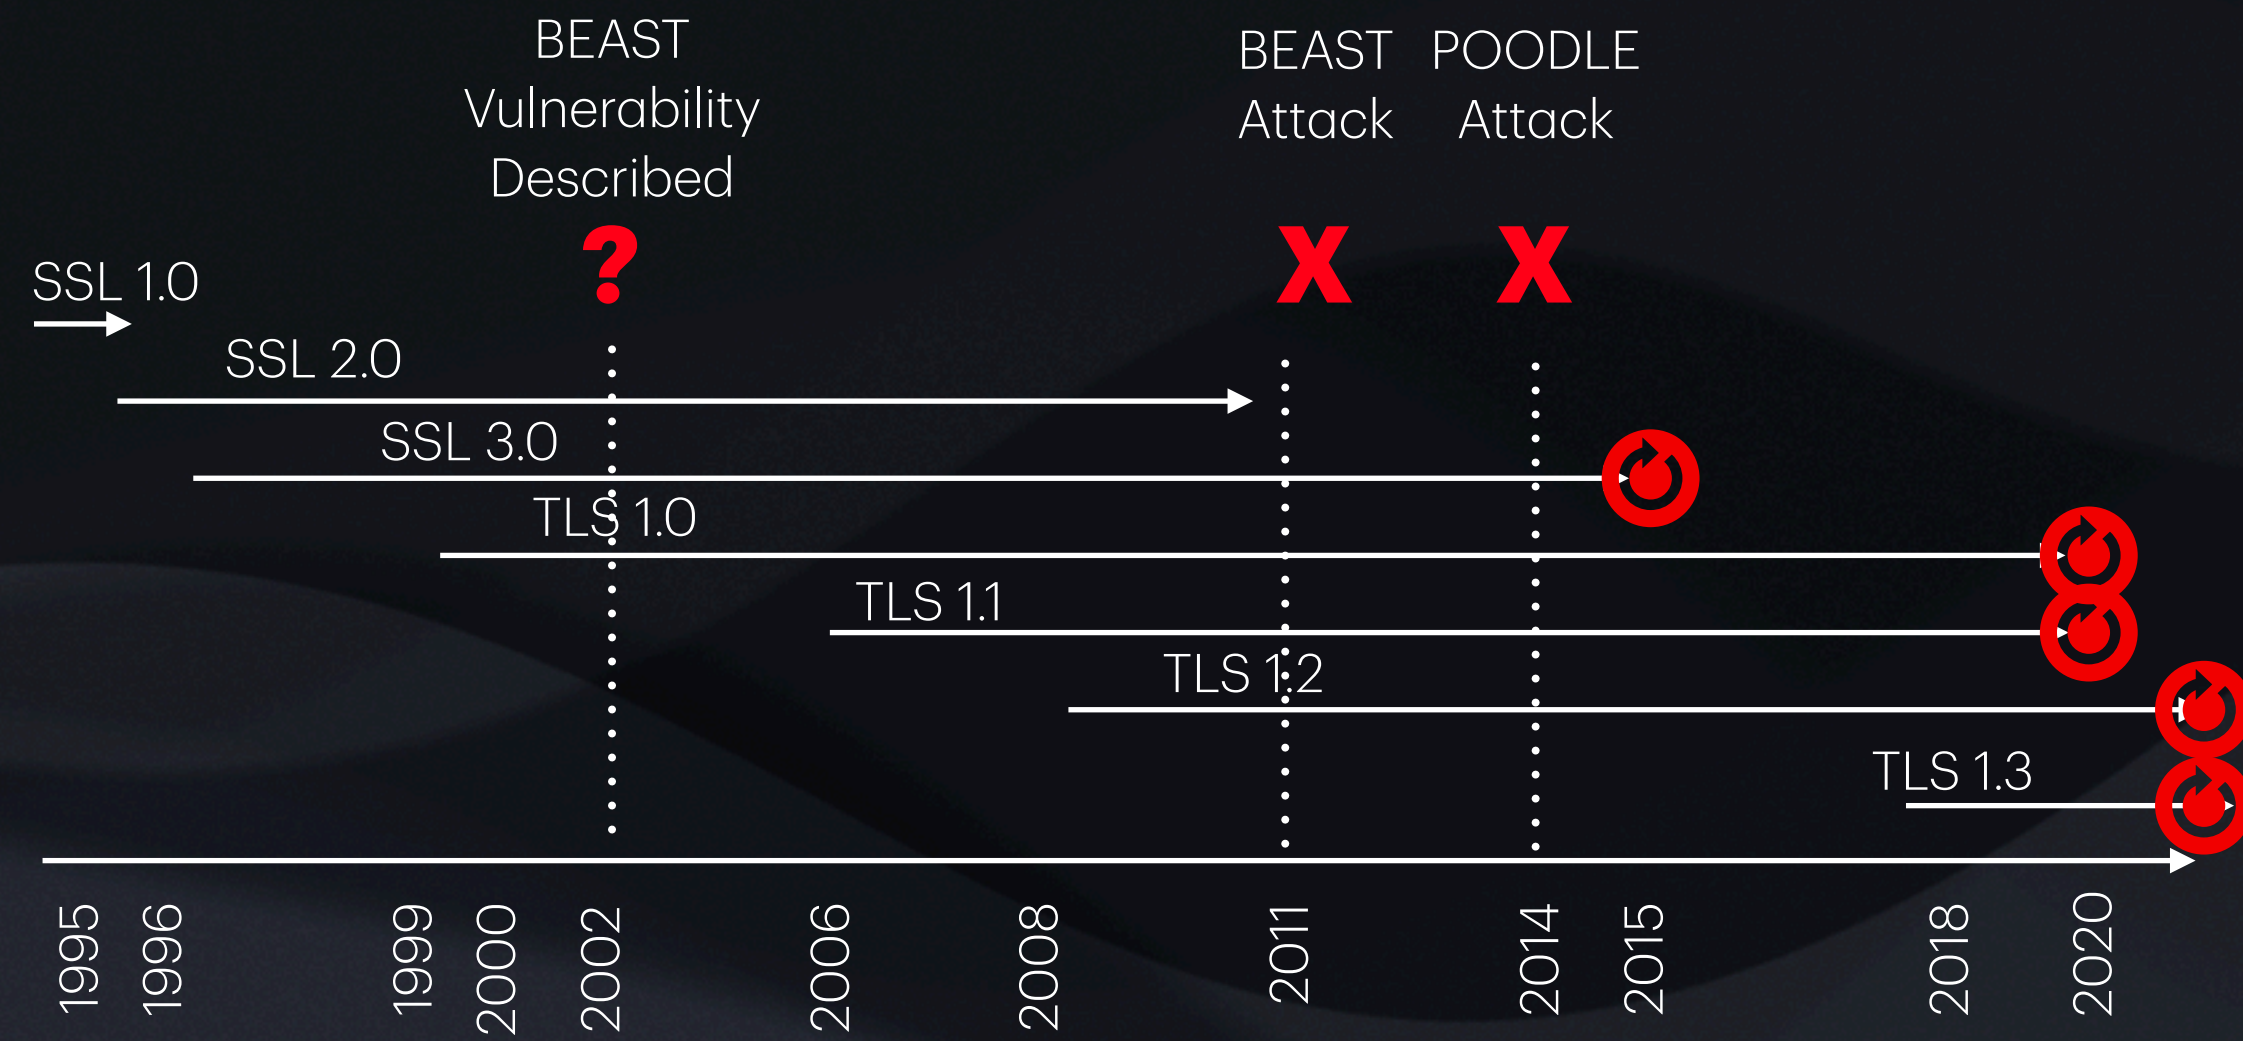 BEAST
Vulnerability
Described
BEAST
Attack
POODLE
Attack
?
X
X
SSL 1.0
SSL 2.0
SSL 3.0
TLS 1.0
TLS 1.1
TLS 1.2
TLS 1.3
1995
1996
1999
2000
2002
2006
2008
2011
2014
2015
2018
2020